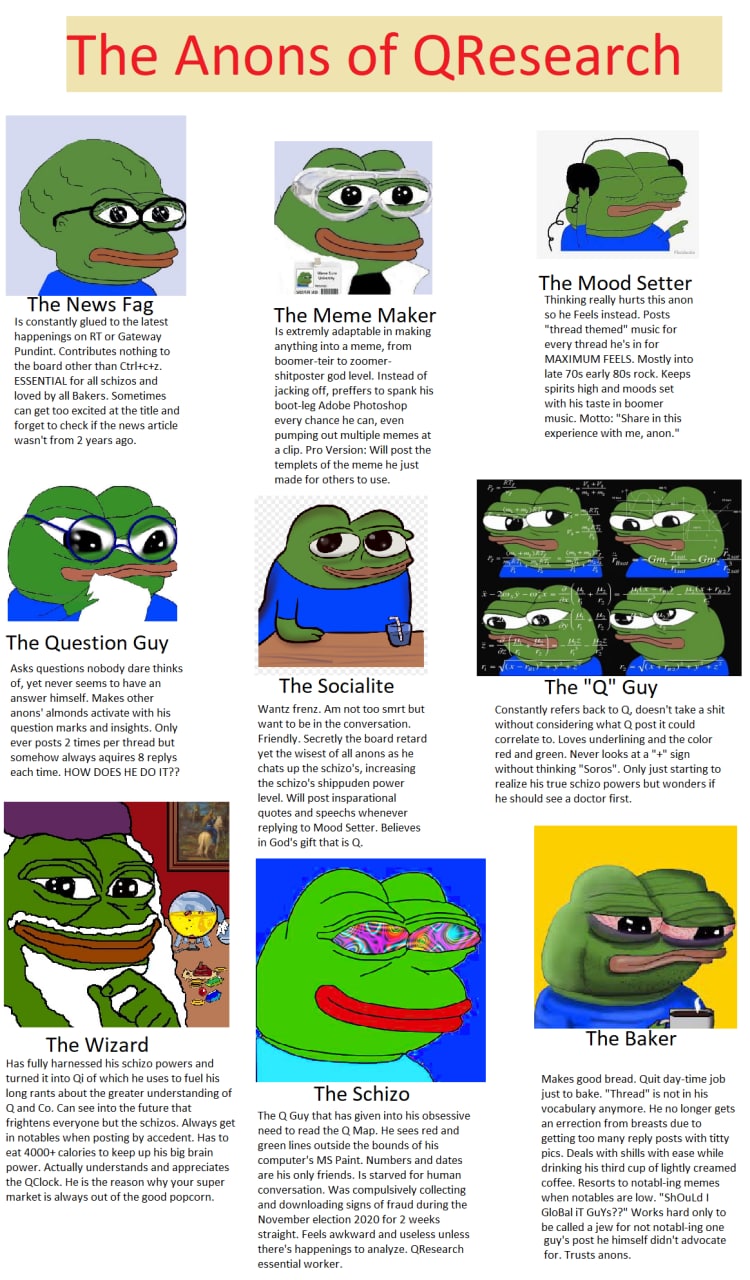 The Anons of QResearch
The News Fag
Is constantly glued to the latest
happenings on RT or Gateway
Pundint. Contributes nothing to
the board other than Ctrl+c+z.
ESSENTIAL for all schizos and
loved by all Bakers. Sometimes
can get too excited at the title and
forget to check if the news article
wasn't from 2 years ago.
The Meme Maker
Is extremly adaptable in making
anything into a meme, from
boomer-teir to zoomer-
shitposter god level. Instead of
jacking off, preffers to spank his
boot-leg Adobe Photoshop
every chance he can, even
pumping out multiple memes at
a clip. Pro Version: Will post the
templets of the meme he just
made for others to use.
The Mood Setter
Thinking really hurts this anon
so he Feels instead. Posts
"thread themed" music for
every thread he's in for
MAXIMUM FEELS. Mostly into
late 70s early 80s rock. Keeps
spirits high and moods set
with his taste in boomer
music. Motto: "Share in this
experience with me, anon."
The Question Guy
Asks questions nobody dare thinks
of, yet never seems to have an
answer himself. Makes other
anons' almonds activate with his
question marks and insights. Only
ever posts 2 times per thread but
somehow always aquires 8 replys
each time. HOW DOES HE DO IT??
The Socialite
Wantz frenz. Am not too smrt but
want to be in the conversation.
Friendly. Secretly the board retard
yet the wisest of all anons as he
chats up the schizo's, increasing
the schizo's shippuden power
level. Will post insparational
quotes and speechs whenever
replying to Mood Setter. Believes
in God's gift that is Q.
The "Q" Guy
Constantly refers back to Q, doesn't take a shit
without considering what Q post it could
correlate to. Loves underlining and the color
red and green. Never looks at a "+" sign
without thinking "Soros". Only just starting to
realize his true schizo powers but wonders if
he should see a doctor first.
The Wizard
Has fully harnessed his schizo powers and
turned it into Qi of which he uses to fuel his
long rants about the greater understanding of
Q and Co. Can see into the future that
frightens everyone but the schizos. Always get
in notables when posting by accedent. Has to
eat 4000+ calories to keep up his big brain
power. Actually understands and appreciates
the QClock. He is the reason why your super
market is always out of the good popcorn.
The Schizo
The Q Guy that has given into his obsessive
need to read the Q Map. He sees red and
green lines outside the bounds of his
computer's MS Paint. Numbers and dates
are his only friends. Is starved for human
conversation. Was compulsively collecting
and downloading signs of fraud during the
November election 2020 for 2 weeks
straight. Feels awkward and useless unless
there's happenings to analyze. QResearch
essential worker.
The Baker
Makes good bread. Quit day-time job
just to bake. "Thread" is not in his
vocabulary anymore. He no longer gets
an errection from breasts due to
getting too many reply posts with titty
pics. Deals with shills with ease while
drinking his third cup of lightly creamed
coffee. Resorts to notabl-ing memes
when notables are low. "ShOuLd I
GloBal iT GuYs??" Works hard only to
be called a jew for not notabl-ing one
guy's post he himself didn't advocate
for. Trusts anons.